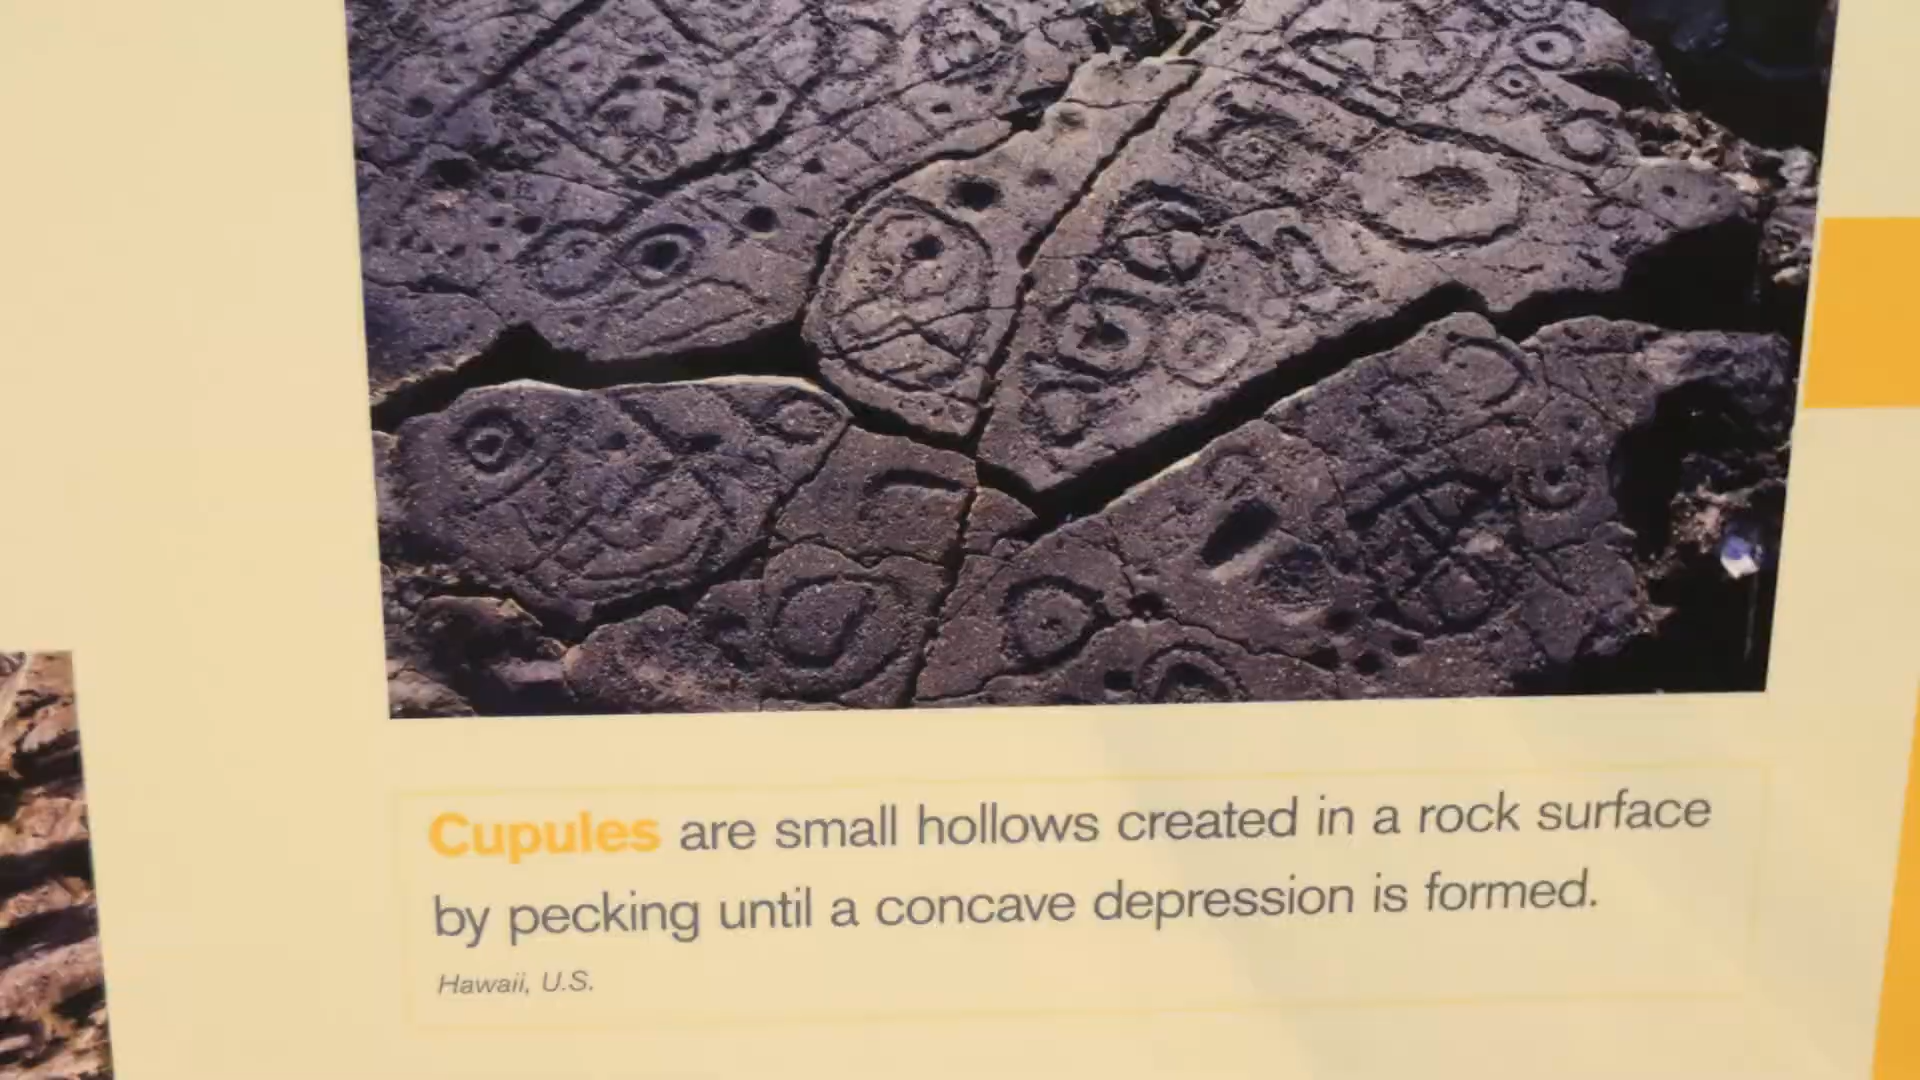 Cupules are small hollows created in a rock surface
by pecking until a concave depression is formed.
Hawaii, U.S.